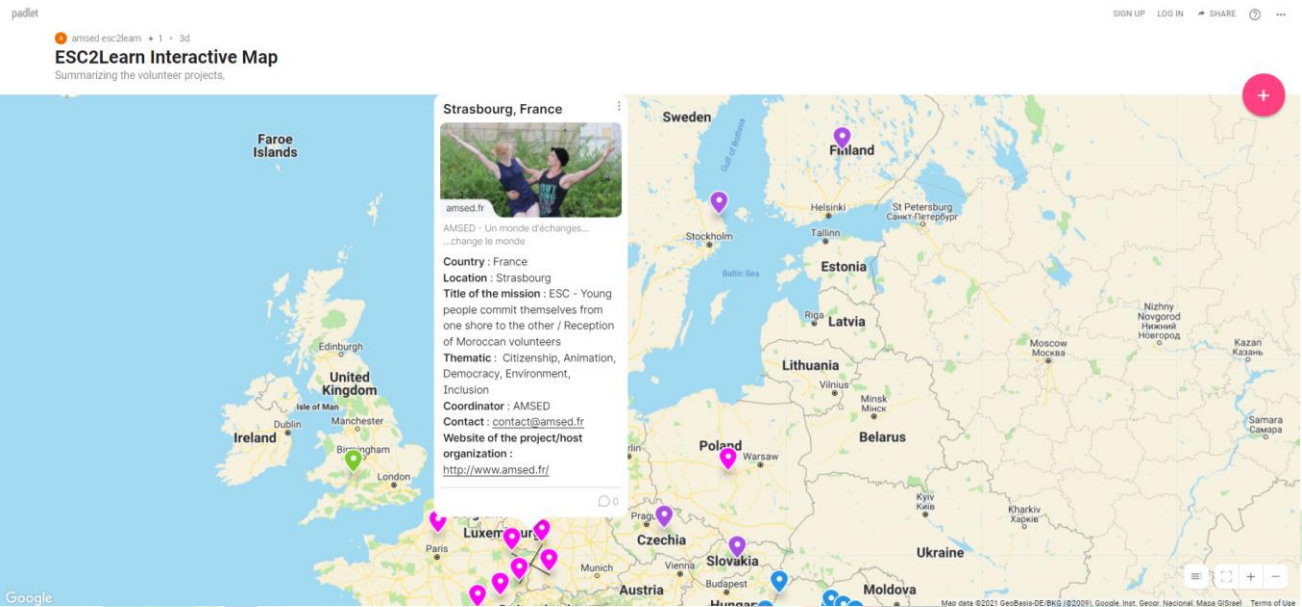 padlet
SIGN UP LOG IN SHARE
amsed esc2learn + 1 • 3d
ESC2Learn Interactive Map
Summarizing the volunteer projects,
Strasbourg, France
amsed.fr
AMSED - Un monde d'échanges...
...change le monde
Country : France
Location : Strasbourg
Title of the mission : ESC - Young
people commit themselves from
one shore to the other / Reception
of Moroccan volunteers
Thematic : Citizenship, Animation,
Democracy, Environment,
Inclusion
Coordinator : AMSED
Contact : contact@amsed.fr
Website of the project/host
organization :
http://www.amsed.fr/
0
Faroe
Islands
Sweden
Gulf of Bothnia
Finland
Helsinki
St Petersburg
Санкт-Петербург
Stockholm
Tallinn
Baltic Sea
Estonia
Riga
Latvia
Nizhny
Novgorod
Нижний
Новгород
Moscow
Москва
Kazan
Казань
Edinburgh
United
Kingdom
Isle of Man
Dublin
Manchester
Ireland
Birmingham
London
Lithuania
Vilnius
Minsk
Мінск
Belarus
Samara
Самара
Poland
Warsaw
Kyiv
Київ
Kharkiv
Харків
Paris
Czechia
Slovakia
Munich
Vienna
Austria
Budapest
Ukraine
Moldova
Google
Map data ©2021 GeoBasis-DE/BKG (©2009), Google, Inst. Geogr. Nacional, Mapa GISrael Terms of Use